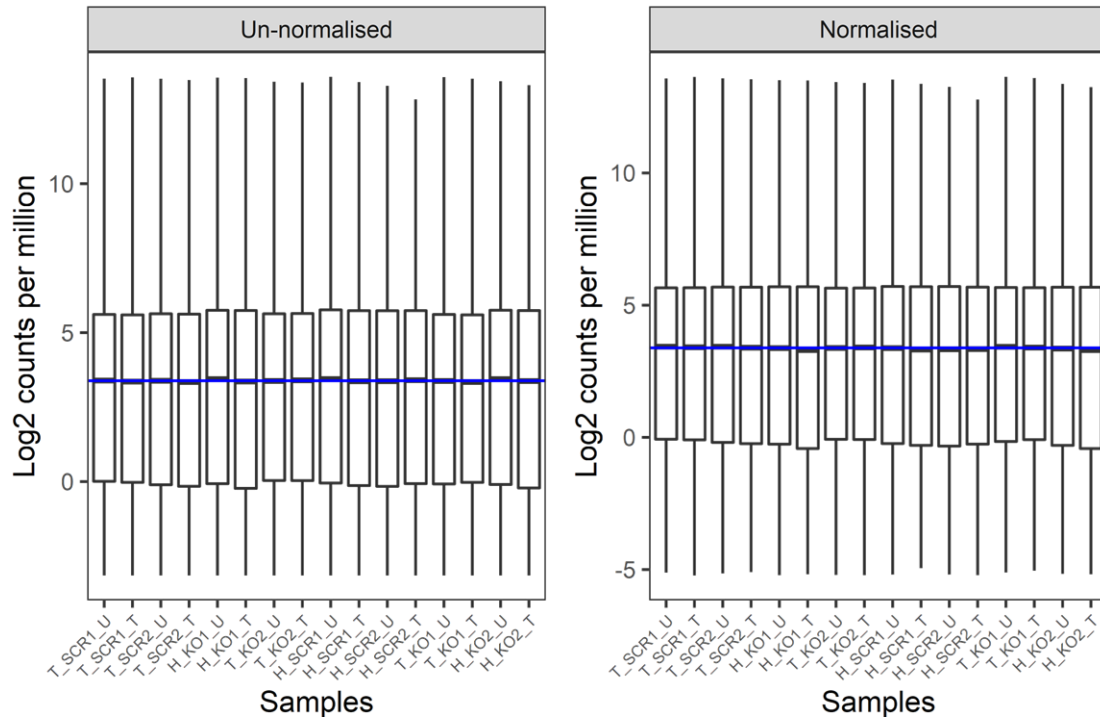 Un-normalised
Normalised
Log2 counts per million
10
5
0
T_SCR1_U
T_SCR1_T
T_SCR2_U
T_SCR2_T
H_KO1_U
H_KO1_T
T_KO2_U
T_KO2_T
H_SCR1_U
H_SCR1_T
H_SCR2_U
H_SCR2_T
T_KO1_U
T_KO1_T
H_KO2_U
H_KO2_T
Samples
Log2 counts per million
10
5
0
-5
T_SCR1_U
T_SCR1_T
T_SCR2_U
T_SCR2_T
H_KO1_U
H_KO1_T
T_KO2_U
T_KO2_T
H_SCR1_U
H_SCR1_T
H_SCR2_U
H_SCR2_T
T_KO1_U
T_KO1_T
H_KO2_U
H_KO2_T
Samples